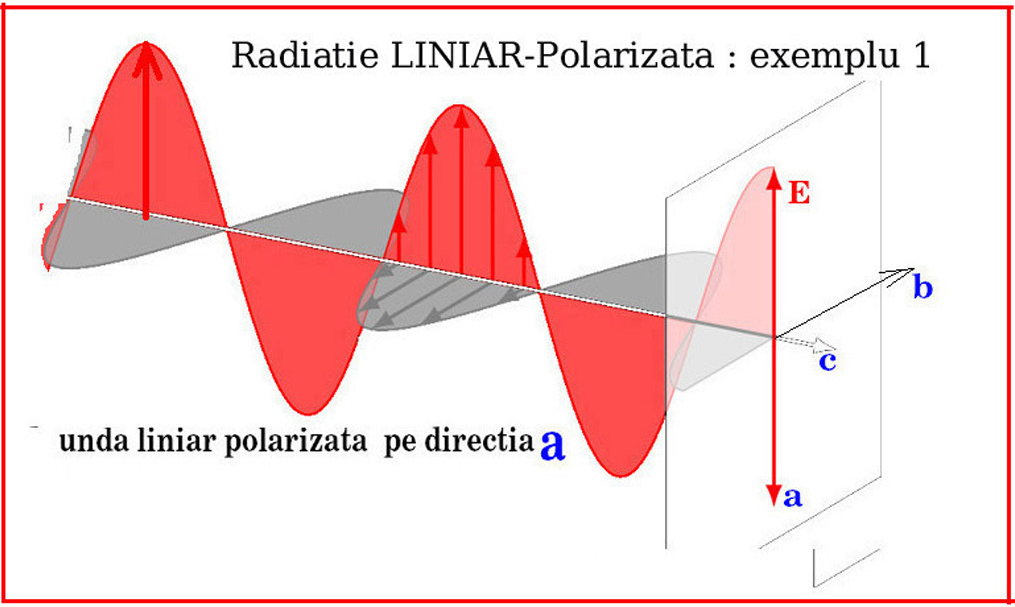 Radiatie LINIAR-Polarizata : exemplu 1
E
b
c
unda liniar polarizata pe directia a
a